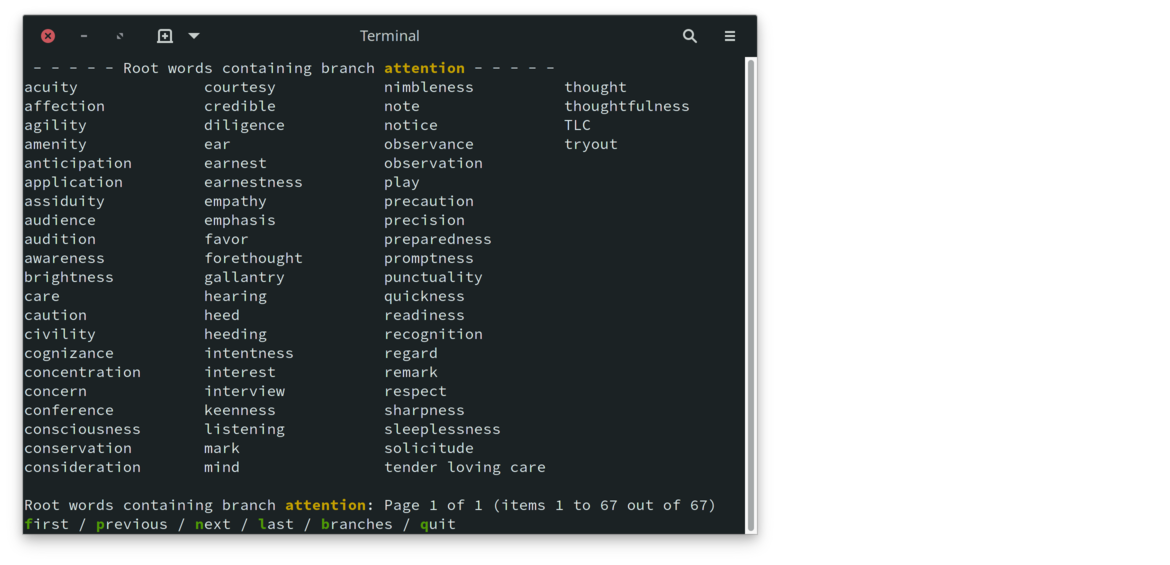 Terminal
- - - - - Root words containing branch attention - - - - -
acuity courtesy nimbleness thought
affection credible note thoughtfulness
agility diligence notice TLC
amenity ear observance tryout
anticipation earnest observation
application earnestness play
assiduity empathy precaution
audience emphasis precision
audition favor preparedness
awareness forethought promptness
brightness gallantry punctuality
care hearing quickness
caution heed readiness
civility heeding recognition
cognizance intentness regard
concentration interest remark
concern interview respect
conference keenness sharpness
consciousness listening sleeplessness
conservation mark solicitude
consideration mind tender loving care
Root words containing branch attention: Page 1 of 1 (items 1 to 67 out of 67)
first / previous / next / last / branches / quit